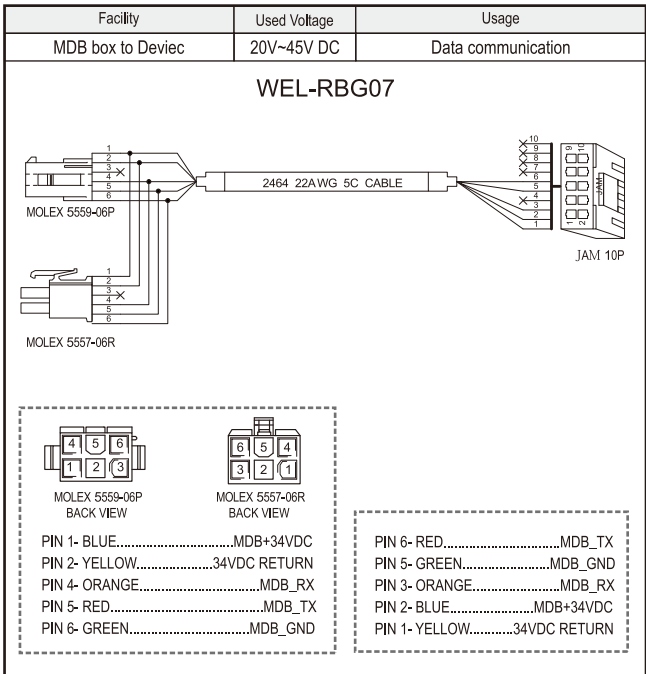 Facility Used Voltage Usage
MDB box to Deviec 20V~45V DC Data communication
WEL-RBG07
1
2
3
4
5
6
MOLEX 5559-06P
2464 22AWG 5C CABLE
10
9
8
7
6
5
4
3
2
1
9 10
JAM
1 2
JAM 10P
1
2
3
4
5
6
MOLEX 5557-06R
4 5 6
1 2 3
MOLEX 5559-06P
BACK VIEW
6 5 4
3 2 1
MOLEX 5557-06R
BACK VIEW
PIN 1- BLUE..............................MDB+34VDC
PIN 2- YELLOW....................34VDC RETURN
PIN 4- ORANGE..............................MDB_RX
PIN 5- RED.......................................MDB_TX
PIN 6- GREEN...............................MDB_GND
PIN 6- RED..............................MDB_TX
PIN 5- GREEN........................MDB_GND
PIN 3- ORANGE.......................MDB_RX
PIN 2- BLUE.....................MDB+34VDC
PIN 1- YELLOW...........34VDC RETURN